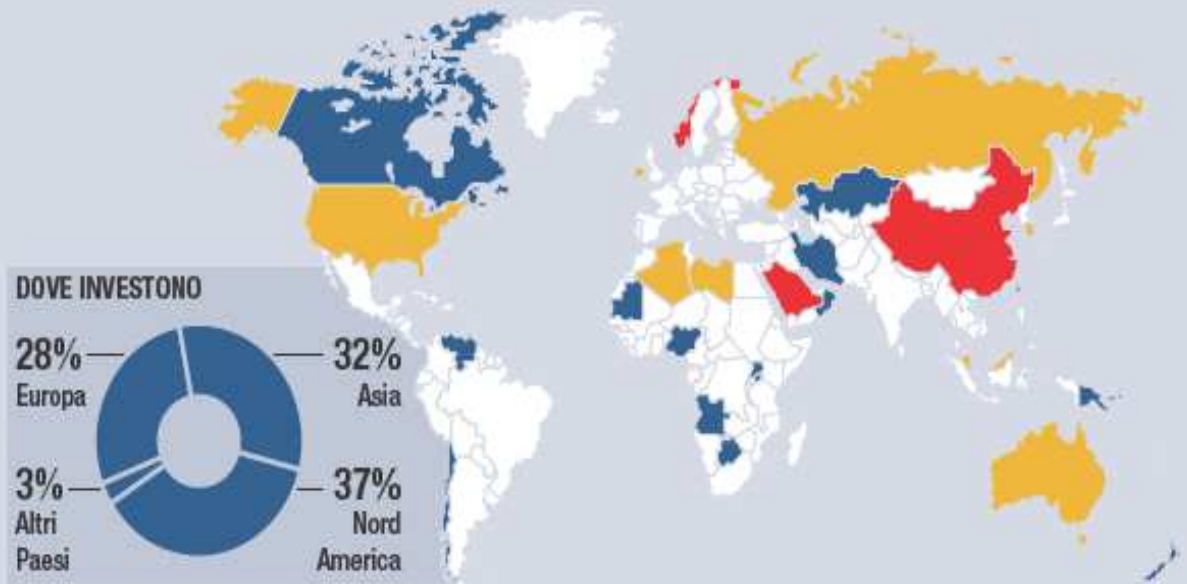 DOVE INVESTONO
28%
Europa
32%
Asia
3%
Altri
Paesi
37%
Nord
America